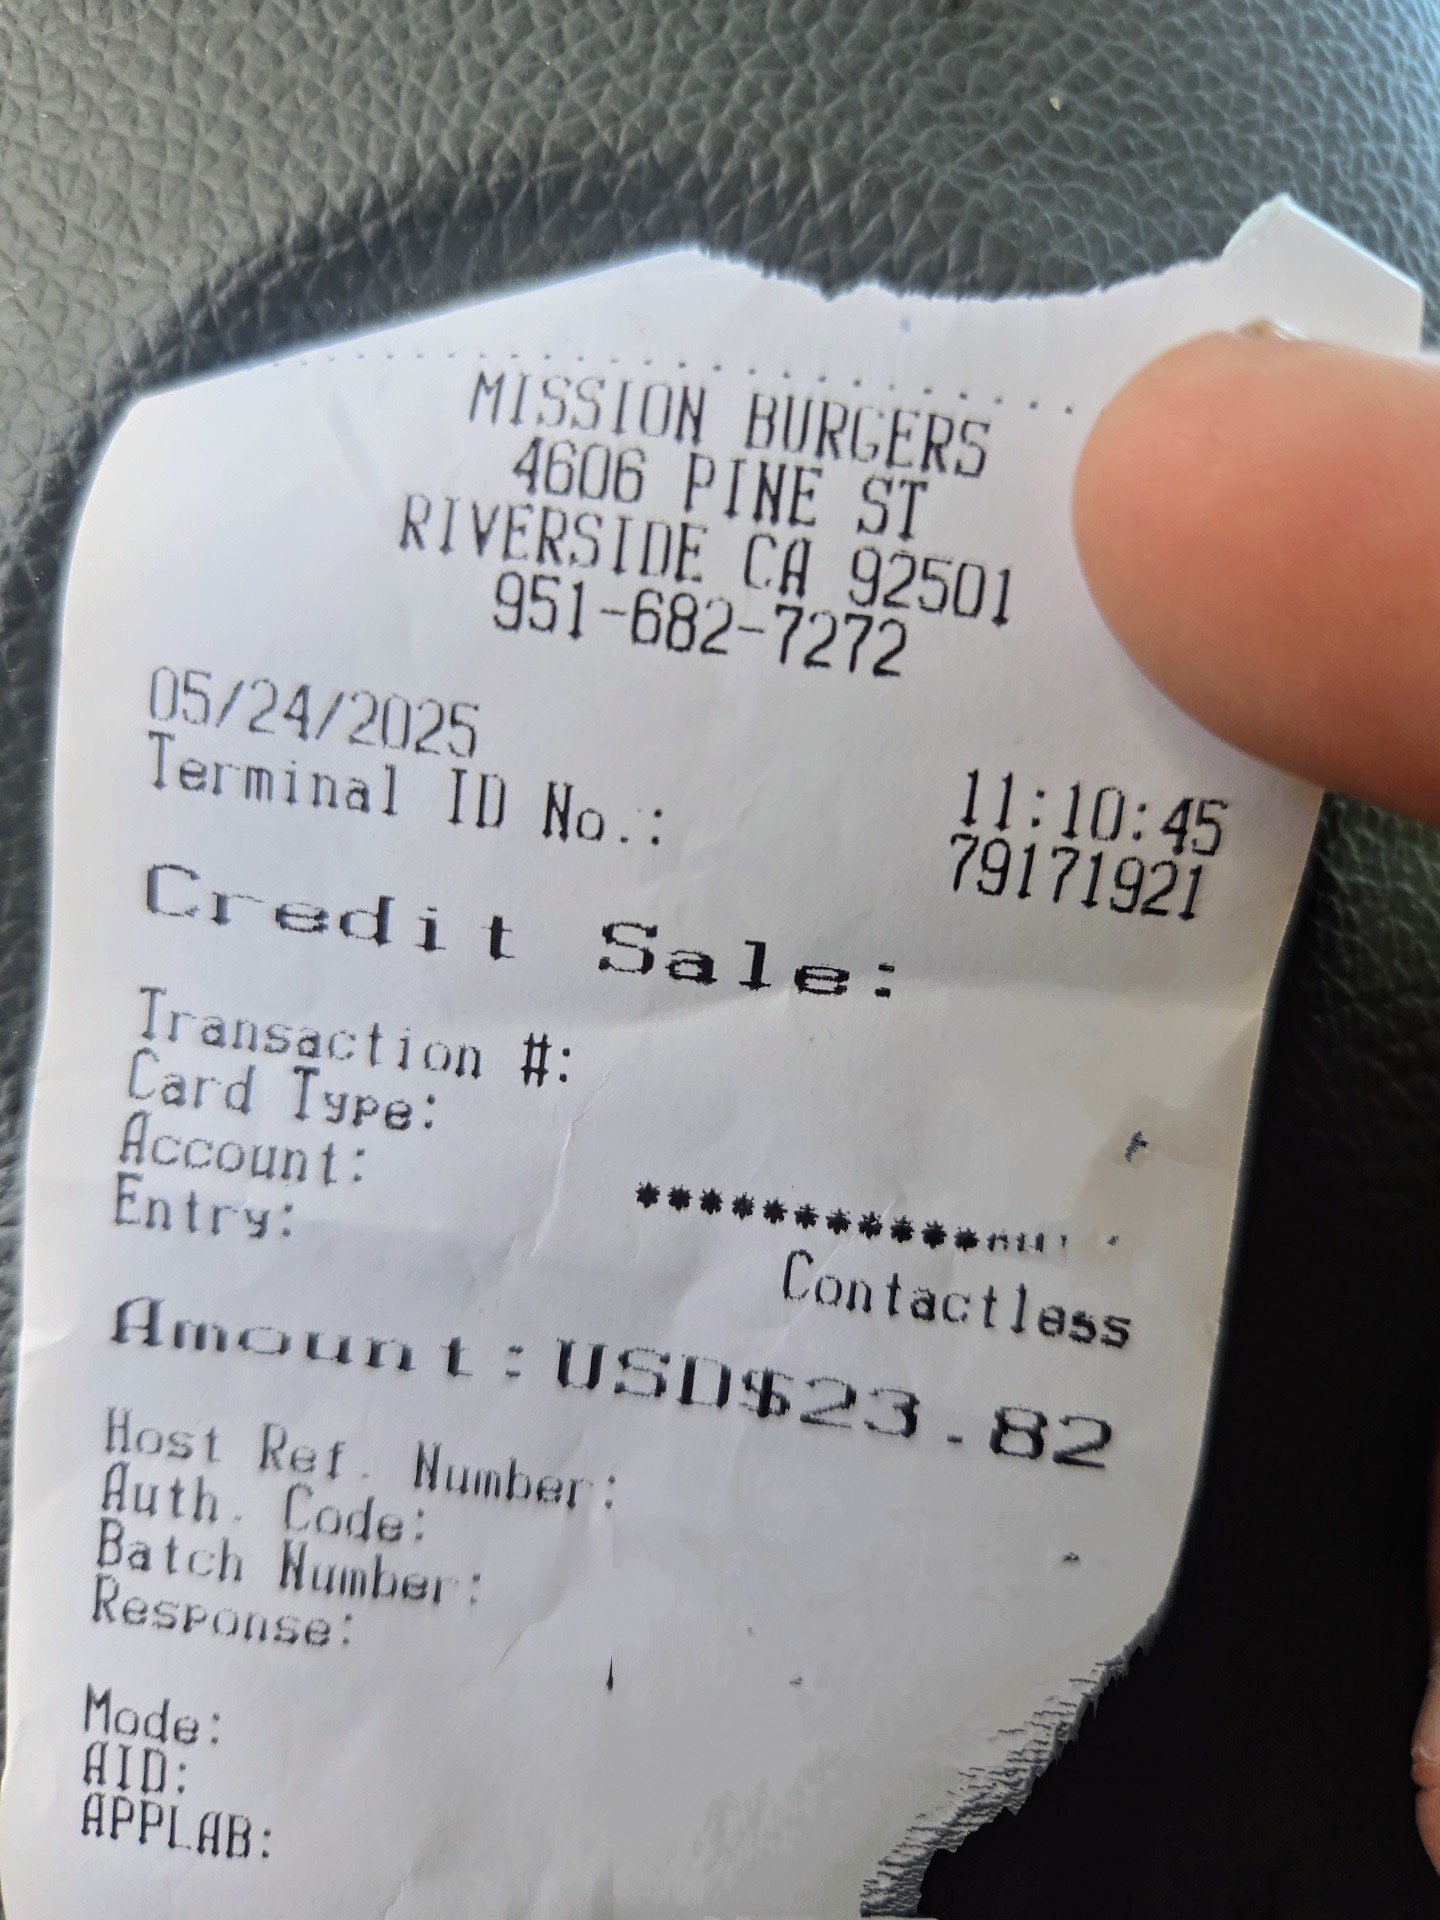 MISSION BURGERS
4606 PINE ST
RIVERSIDE CA 92501
951-682-7272
05/24/2025 11:10:45
Terminal ID No.: 79171921
Credit Sale:
Transaction #:
Card Type:
Account: ***********
Entry: Contactless
Amount: USD$23.82
Host Ref. Number:
Auth. Code:
Batch Number:
Response:
Mode:
AID:
APPLAB: